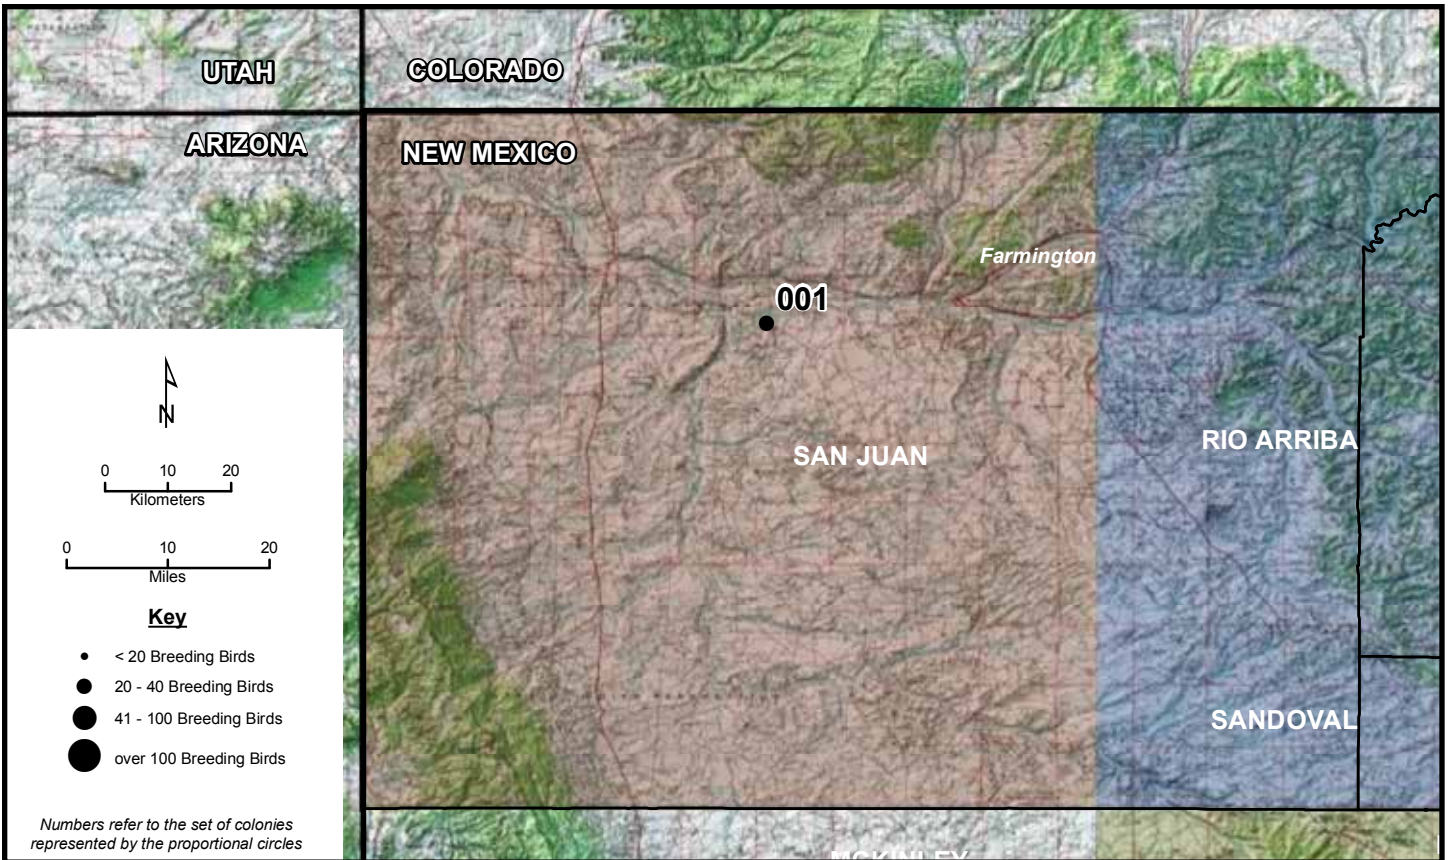 UTAH
COLORADO
ARIZONA
NEW MEXICO
Farmington
001
SAN JUAN
RIO ARRIBA
SANDOVAL
MCKINLEY
N
0 10 20
Kilometers
0 10 20
Miles
Key
< 20 Breeding Birds
20 - 40 Breeding Birds
41 - 100 Breeding Birds
over 100 Breeding Birds
Numbers refer to the set of colonies
represented by the proportional circles